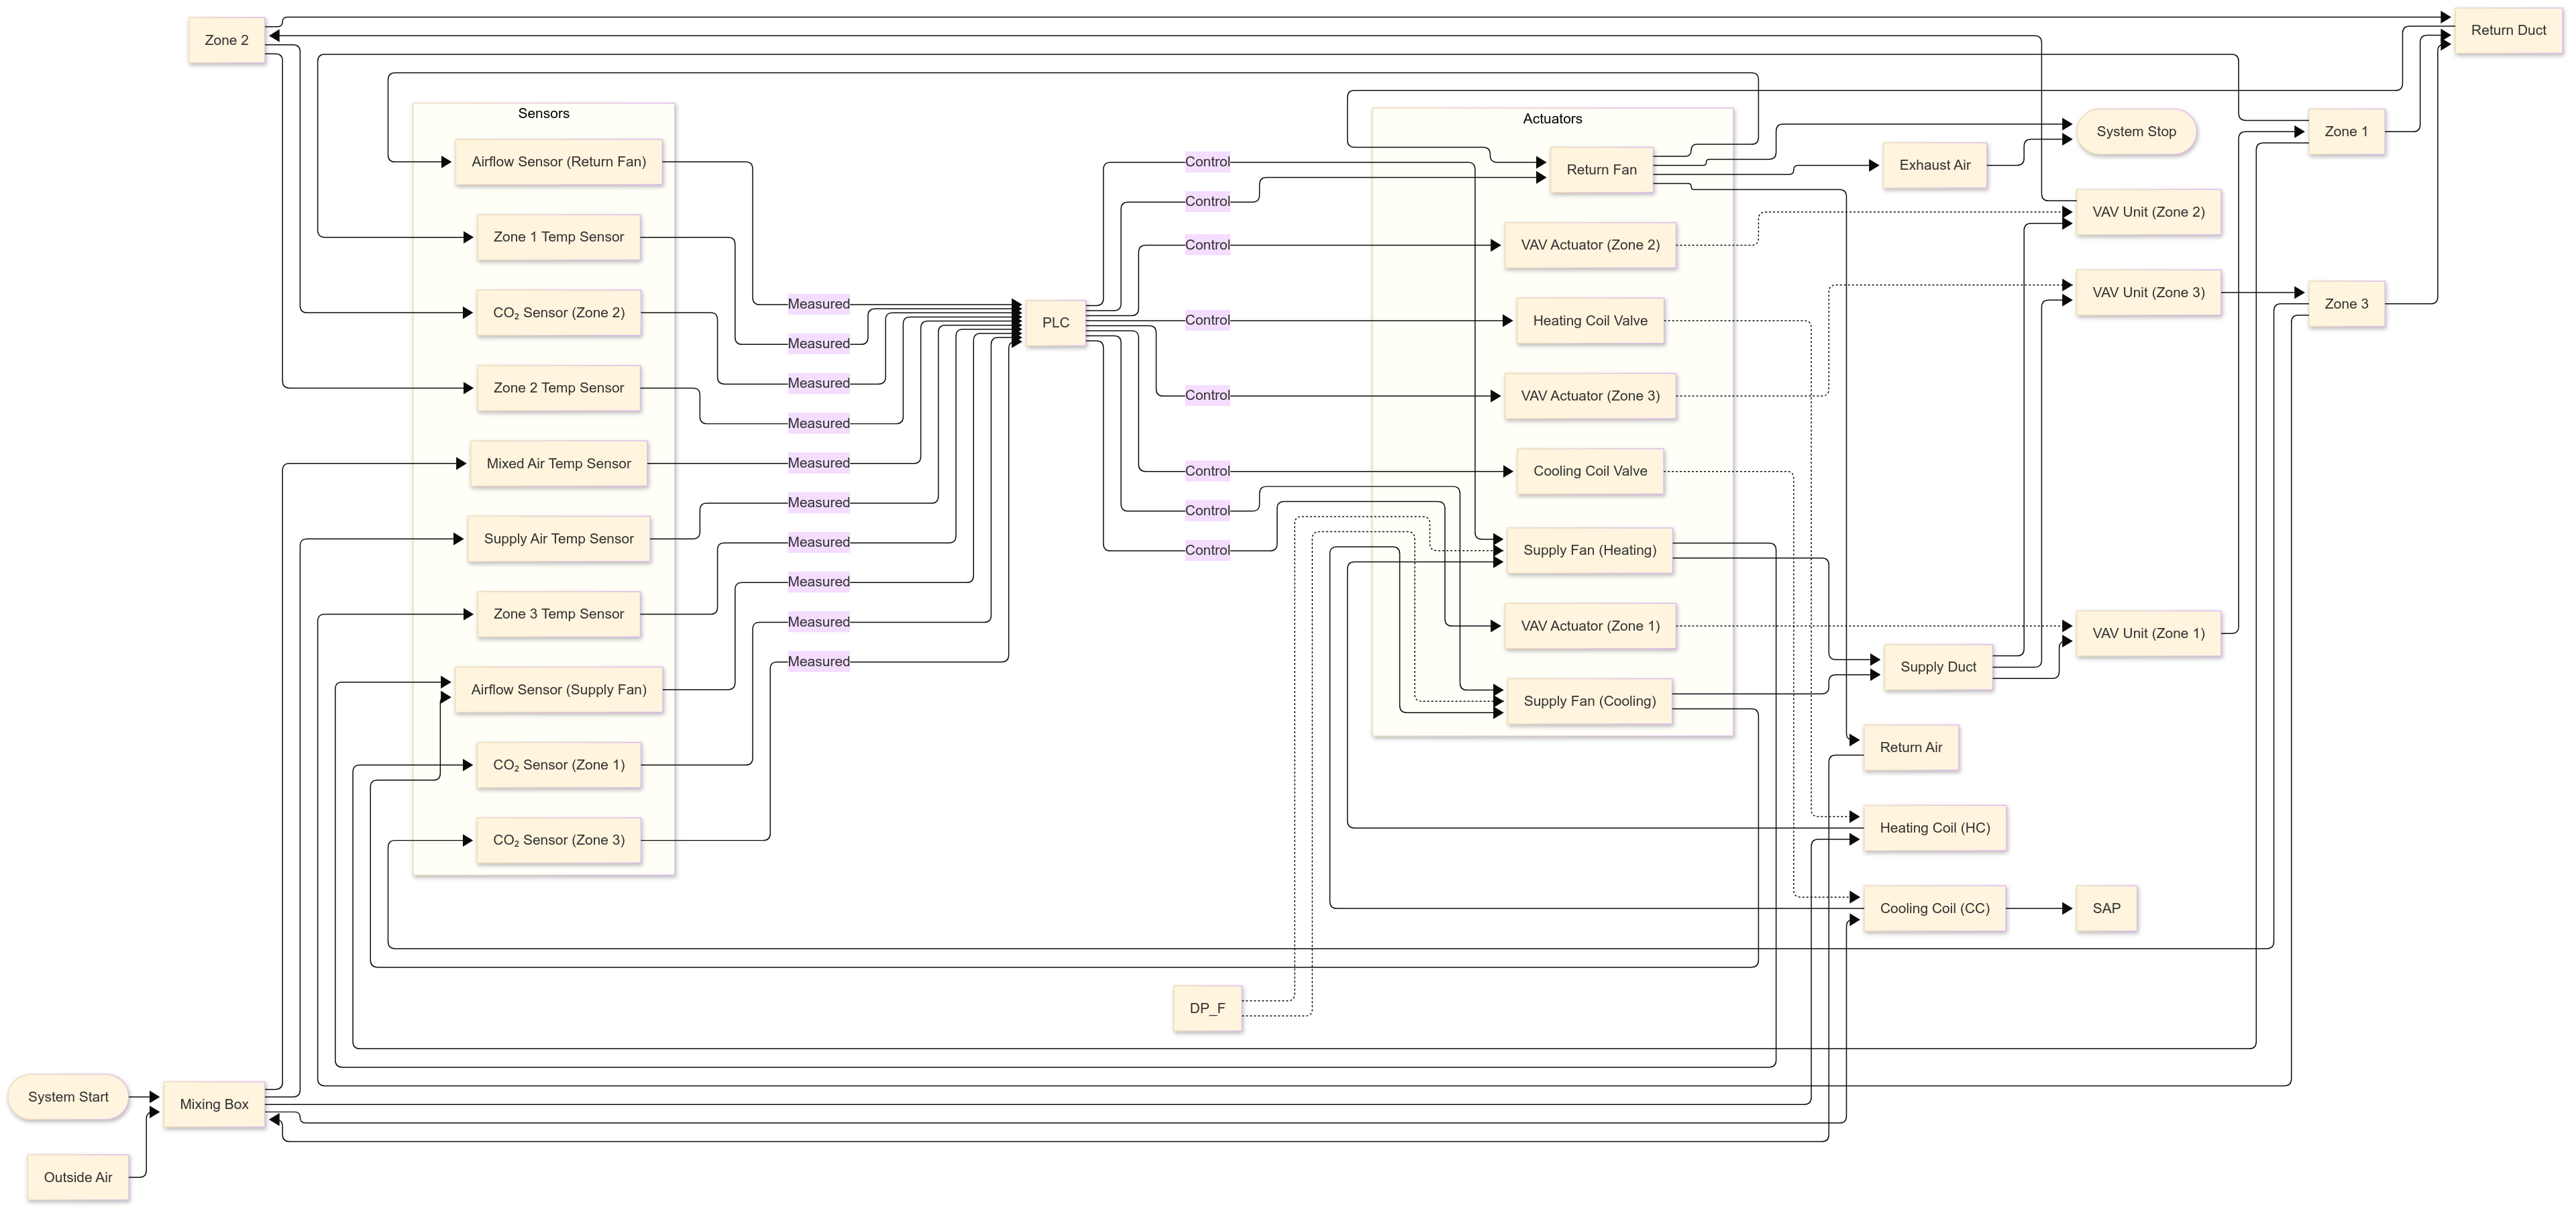 Zone 2
Return Duct
Sensors
Actuators
Airflow Sensor (Return Fan)
Zone 1 Temp Sensor
CO₂ Sensor (Zone 2)
Zone 2 Temp Sensor
Mixed Air Temp Sensor
Supply Air Temp Sensor
Zone 3 Temp Sensor
Airflow Sensor (Supply Fan)
CO₂ Sensor (Zone 1)
CO₂ Sensor (Zone 3)
Measured
Measured
Measured
Measured
Measured
Measured
Measured
Measured
Measured
Measured
PLC
Control
Control
Control
Control
Control
Control
Control
Control
Return Fan
VAV Actuator (Zone 2)
Heating Coil Valve
VAV Actuator (Zone 3)
Cooling Coil Valve
Supply Fan (Heating)
VAV Actuator (Zone 1)
Supply Fan (Cooling)
System Stop
Exhaust Air
Zone 1
VAV Unit (Zone 2)
VAV Unit (Zone 3)
Zone 3
VAV Unit (Zone 1)
Supply Duct
Return Air
Heating Coil (HC)
Cooling Coil (CC)
SAP
DP_F
System Start
Mixing Box
Outside Air